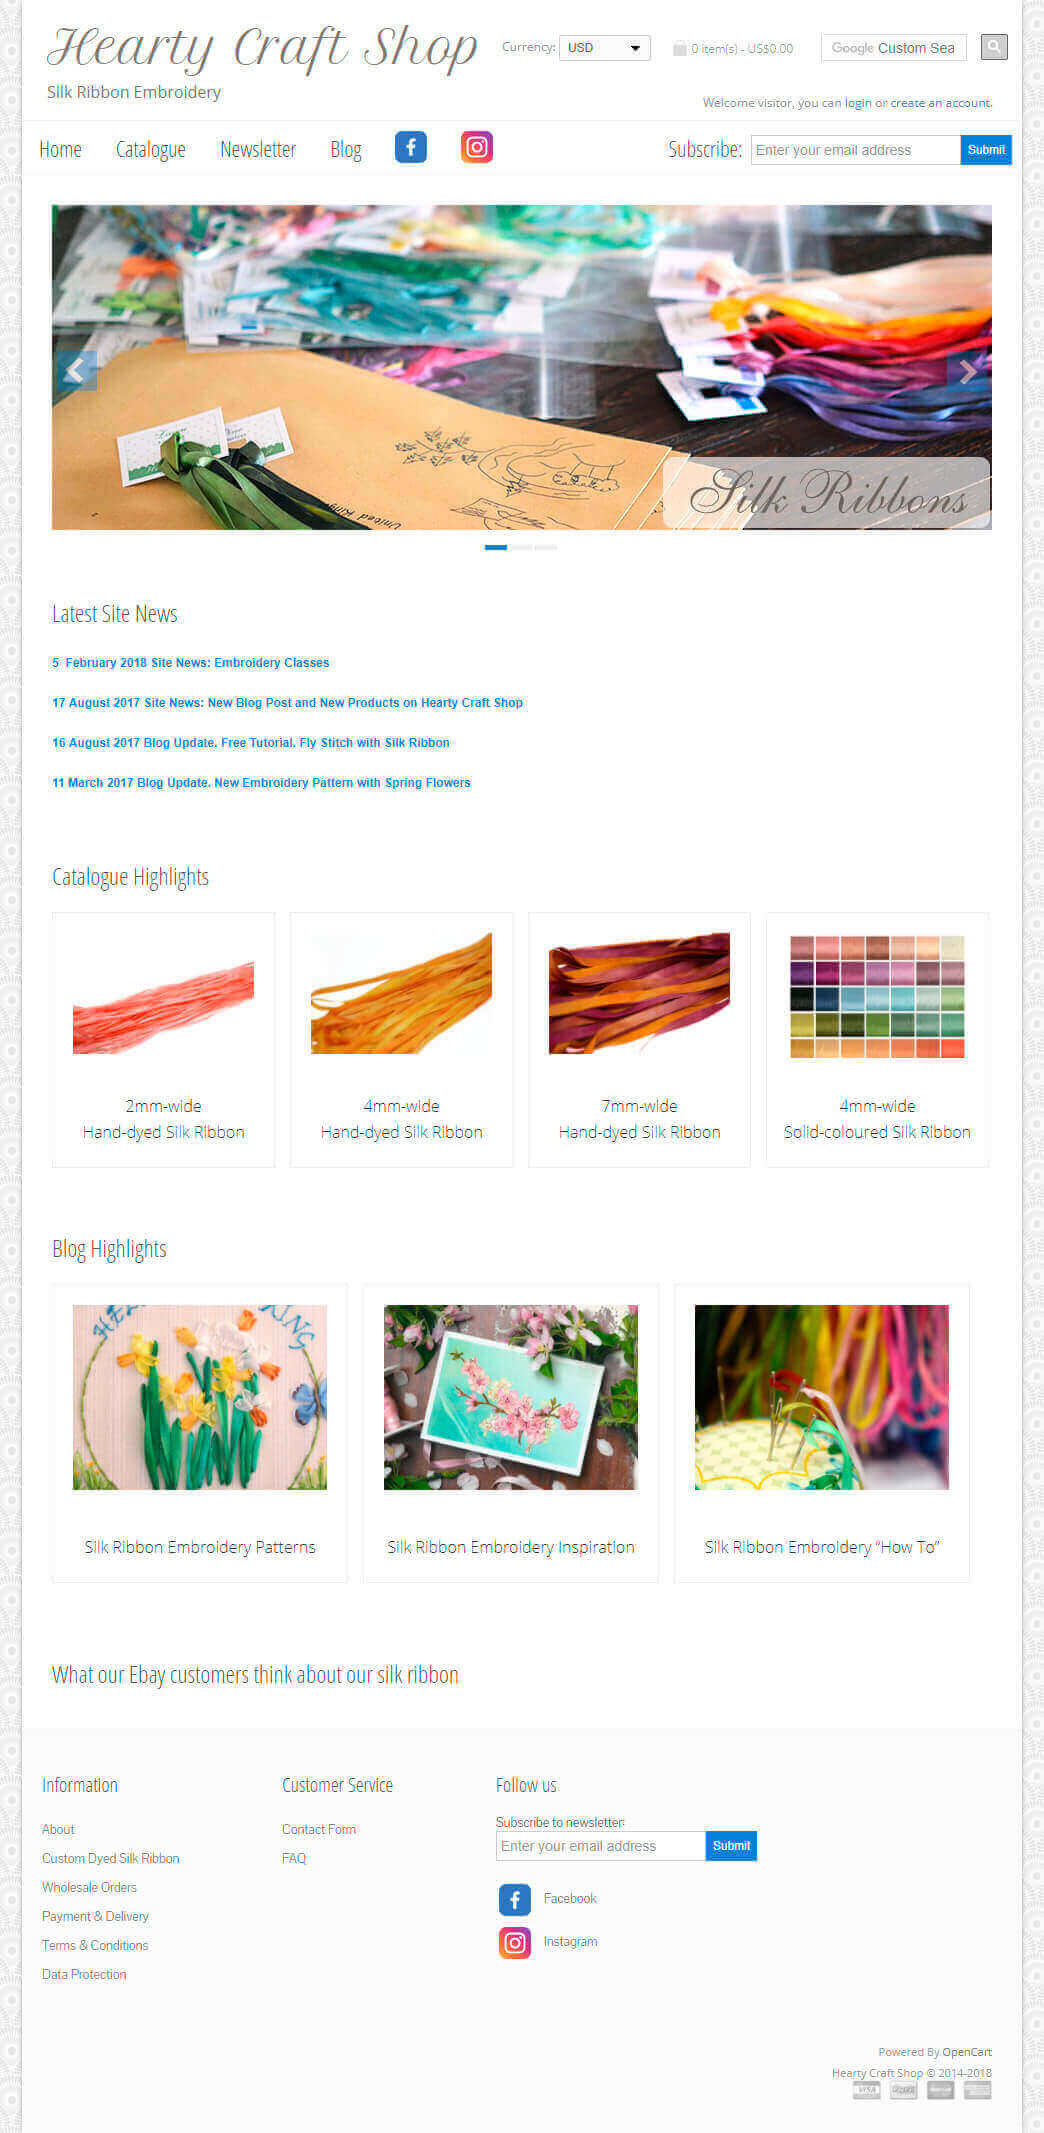 Hearty Craft Shop
Silk Ribbon Embroidery
Currency: USD
0 item(s) - US$0.00
Google Custom Sea
Welcome visitor, you can login or create an account.
Home Catalogue Newsletter Blog
Subscribe: Enter your email address Submit
United
Silk Ribbons
Latest Site News
5 February 2018 Site News: Embroidery Classes
17 August 2017 Site News: New Blog Post and New Products on Hearty Craft Shop
16 August 2017 Blog Update. Free Tutorial. Fly Stitch with Silk Ribbon
11 March 2017 Blog Update. New Embroidery Pattern with Spring Flowers
Catalogue Highlights
2mm-wide
Hand-dyed Silk Ribbon
4mm-wide
Hand-dyed Silk Ribbon
7mm-wide
Hand-dyed Silk Ribbon
4mm-wide
Solid-coloured Silk Ribbon
Blog Highlights
Silk Ribbon Embroidery Patterns
Silk Ribbon Embroidery Inspiration
Silk Ribbon Embroidery “How To”
What our Ebay customers think about our silk ribbon
Information
About
Custom Dyed Silk Ribbon
Wholesale Orders
Payment & Delivery
Terms & Conditions
Data Protection
Customer Service
Contact Form
FAQ
Follow us
Subscribe to newsletter:
Enter your email address Submit
Facebook
Instagram
Powered By OpenCart
Hearty Craft Shop © 2014-2018
VISA